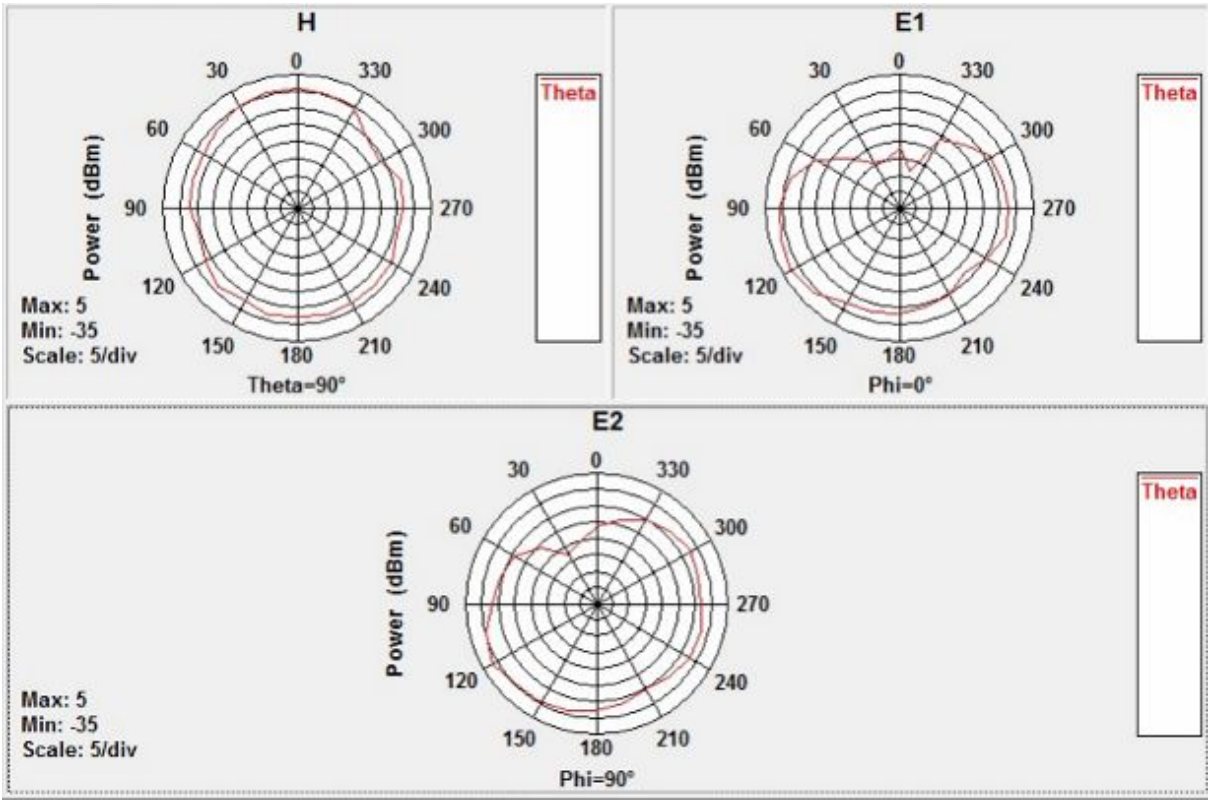 H
0
30
330
60
300
90
270
120
240
150
210
180
Power (dBm)
Theta
Max: 5
Min: -35
Scale: 5/div
Theta=90°
E1
0
30
330
60
300
90
270
120
240
150
210
180
Power (dBm)
Theta
Max: 5
Min: -35
Scale: 5/div
Phi=0°
E2
0
30
330
60
300
90
270
120
240
150
210
180
Power (dBm)
Theta
Max: 5
Min: -35
Scale: 5/div
Phi=90°